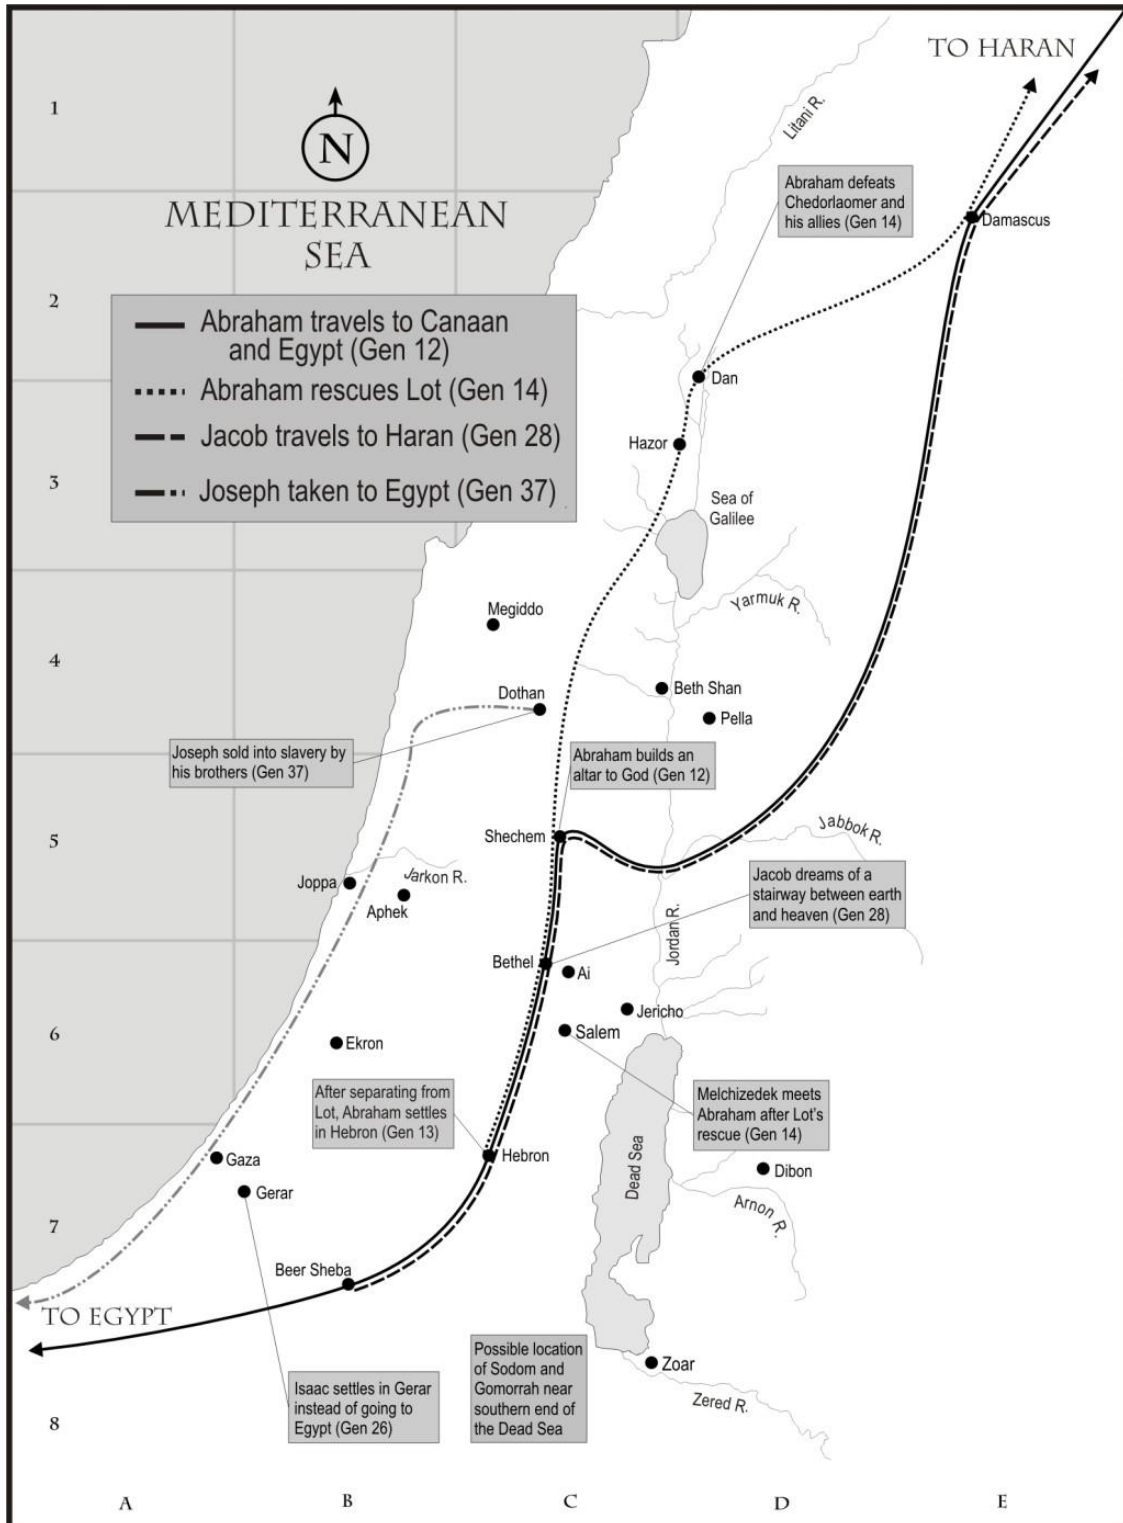 TO HARAN
1
Litani R.
N
MEDITERRANEAN
SEA
Abraham defeats
Chedorlaomer and
his allies (Gen 14)
Damascus
2
Abraham travels to Canaan
and Egypt (Gen 12)
Abraham rescues Lot (Gen 14)
Jacob travels to Haran (Gen 28)
Joseph taken to Egypt (Gen 37)
Dan
Hazor
3
Sea of
Galilee
Megiddo
Yarmuk R.
4
Dothan
Beth Shan
Pella
Joseph sold into slavery by
his brothers (Gen 37)
Abraham builds an
altar to God (Gen 12)
Shechem
5
Jabbok R.
Joppa
Jarkon R.
Aphek
Jacob dreams of a
stairway between earth
and heaven (Gen 28)
Jordan R.
Bethel
Ai
Jericho
6
Salem
Ekron
After separating from
Lot, Abraham settles
in Hebron (Gen 13)
Melchizedek meets
Abraham after Lot's
rescue (Gen 14)
Gaza
Hebron
Dead Sea
Dibon
Gerar
Arnon R.
7
Beer Sheba
TO EGYPT
Possible location
of Sodom and
Gomorrah near
southern end of
the Dead Sea
Zoar
Isaac settles in Gerar
instead of going to
Egypt (Gen 26)
Zered R.
8
A B C D E